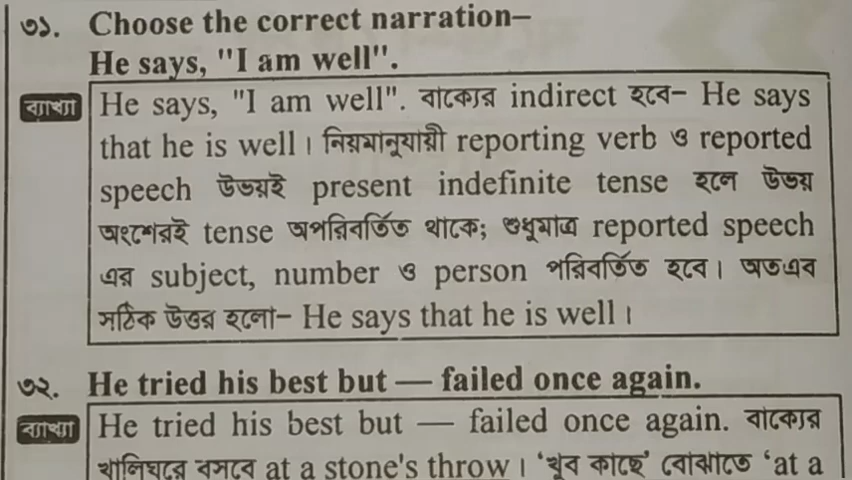 ৩১. Choose the correct narration–
He says, "I am well".
ব্যাখ্যা He says, "I am well". বাক্যের indirect হবে– He says
that he is well। নিয়মানুযায়ী reporting verb ও reported
speech উভয়ই present indefinite tense হলে উভয়
অংশেরই tense অপরিবর্তিত থাকে; শুধুমাত্র reported speech
এর subject, number ও person পরিবর্তিত হবে। অতএব
সঠিক উত্তর হলো– He says that he is well।
৩২. He tried his best but — failed once again.
ব্যাখ্যা He tried his best but — failed once again. বাক্যের
খালিঘরে বসবে at a stone's throw। ‘খুব কাছে’ বোঝাতে ‘at a